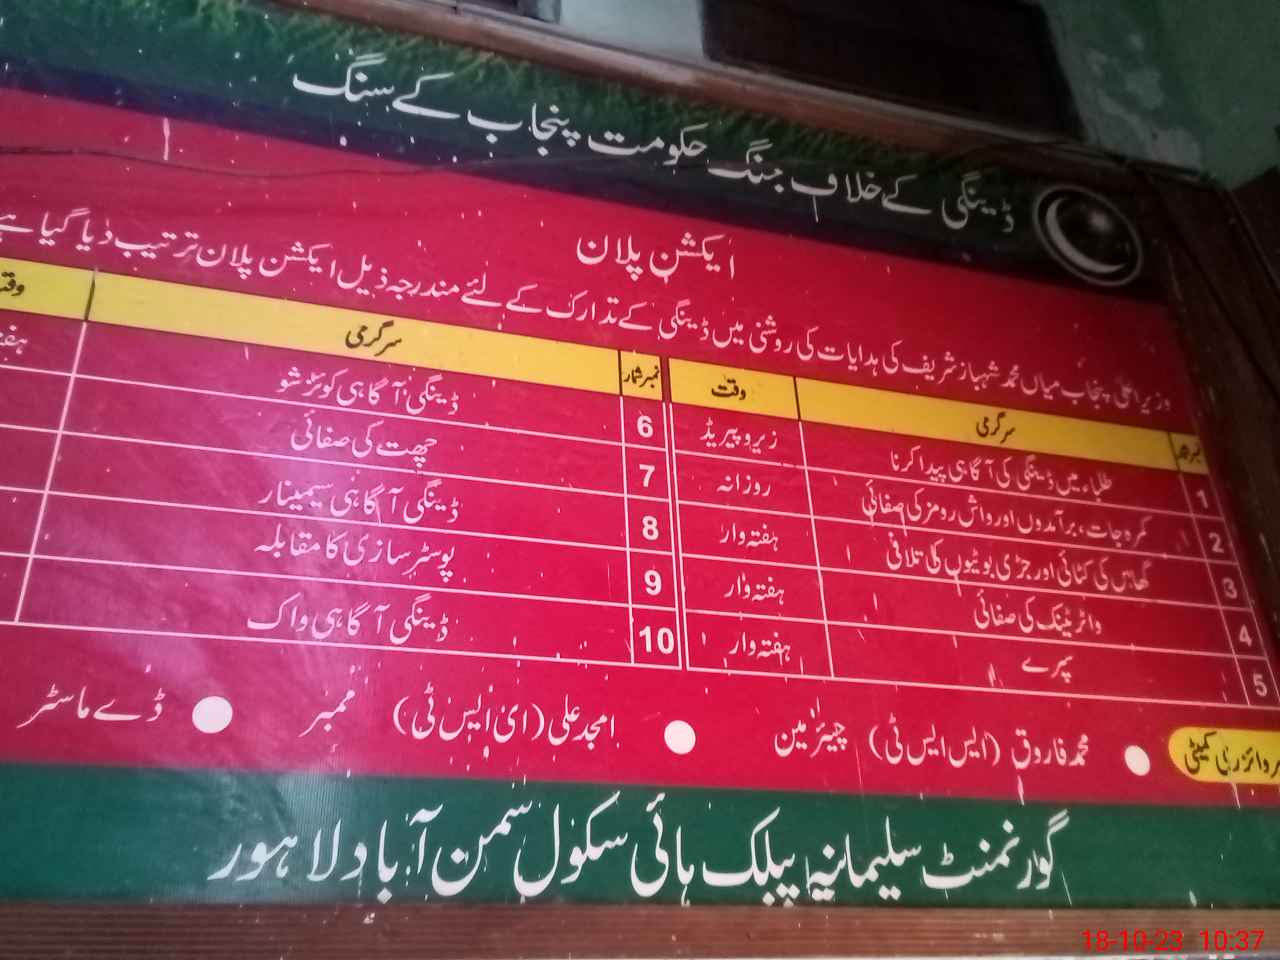 ڈینگی کے خلاف جنگ حکومت پنجاب کے سنگ
ایکشن پلان
وزیراعلیٰ پنجاب میاں محمد شہباز شریف کی ہدایات کی روشنی میں ڈینگی کے تدارک کے لئے مندرجہ ذیل ایکشن پلان ترتیب دیا گیا ہے
سرگرمی وقت نمبر شمار سرگرمی
1 طلباء میں ڈینگی کی آگاہی پیدا کرنا زیرو پیریڈ 6 ڈینگی آگاہی کوئز شو
2 کمرہ جات، برآمدوں اور واش رومز کی صفائی روزانہ 7 چھت کی صفائی
3 گھاس کی کٹائی اور جڑی بوٹیوں کی تلافی ہفتہ وار 8 ڈینگی آگاہی سیمینار
4 واٹر ٹینک کی صفائی ہفتہ وار 9 پوسٹر سازی کا مقابلہ
5 سپرے ہفتہ وار 10 ڈینگی آگاہی واک
کمیٹی محمد فاروق (ایس ایس ٹی) چیئرمین امجد علی (ای ایس ٹی) ممبر ڈے ماسٹر
گورنمنٹ سلیمانیہ پبلک ہائی سکول سمن آباد لاہور
18-10-23 10:37